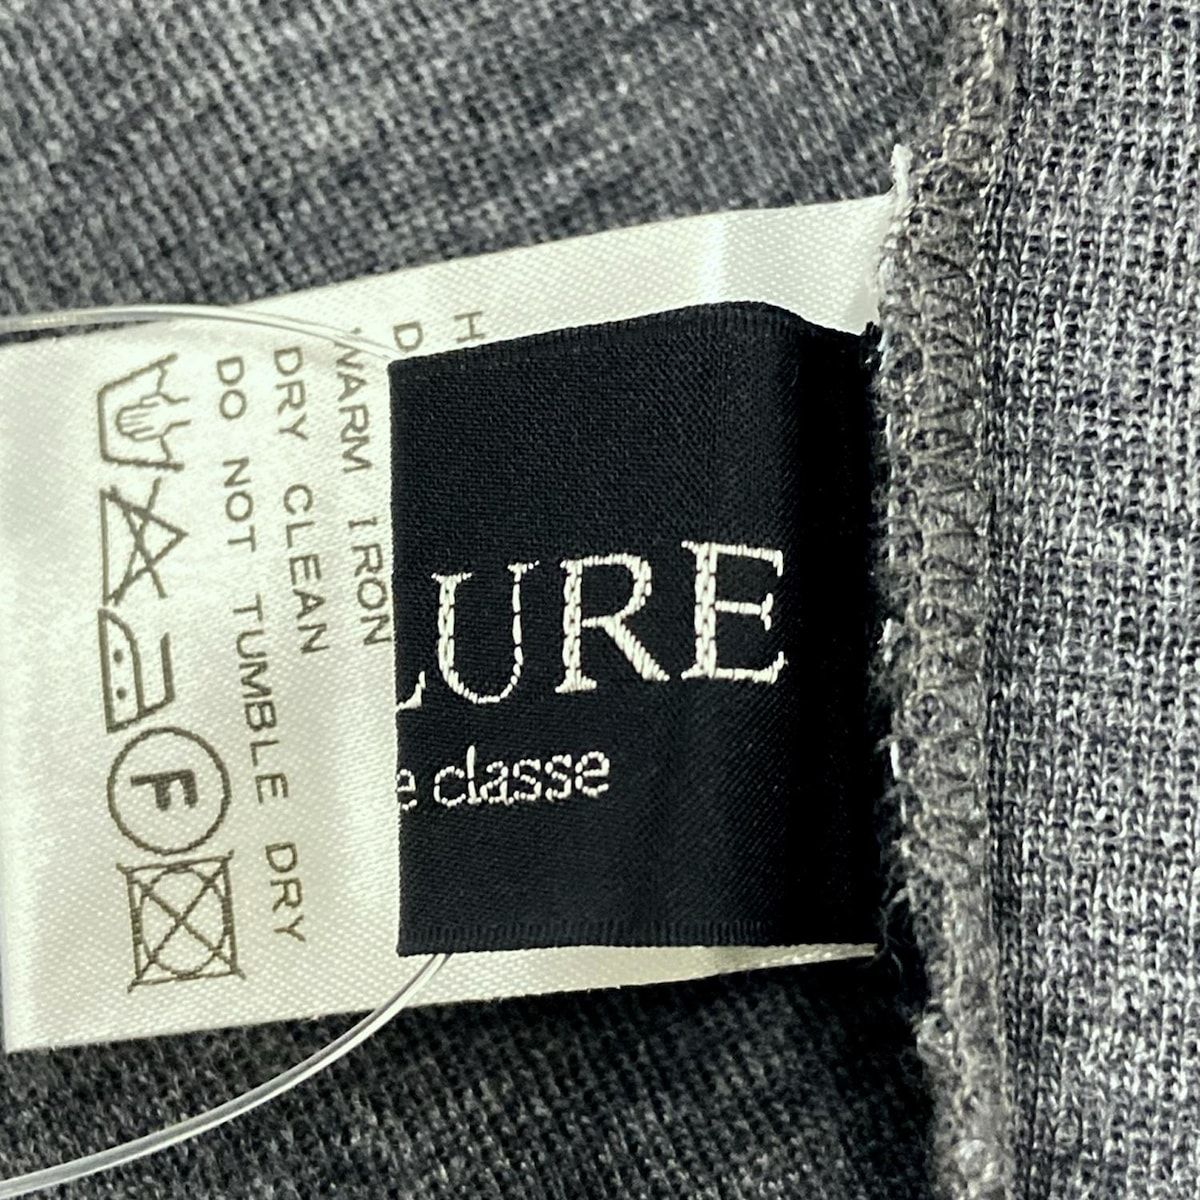 WARM IRON
DRY CLEAN
DO NOT TUMBLE DRY
F
LURE
e classe